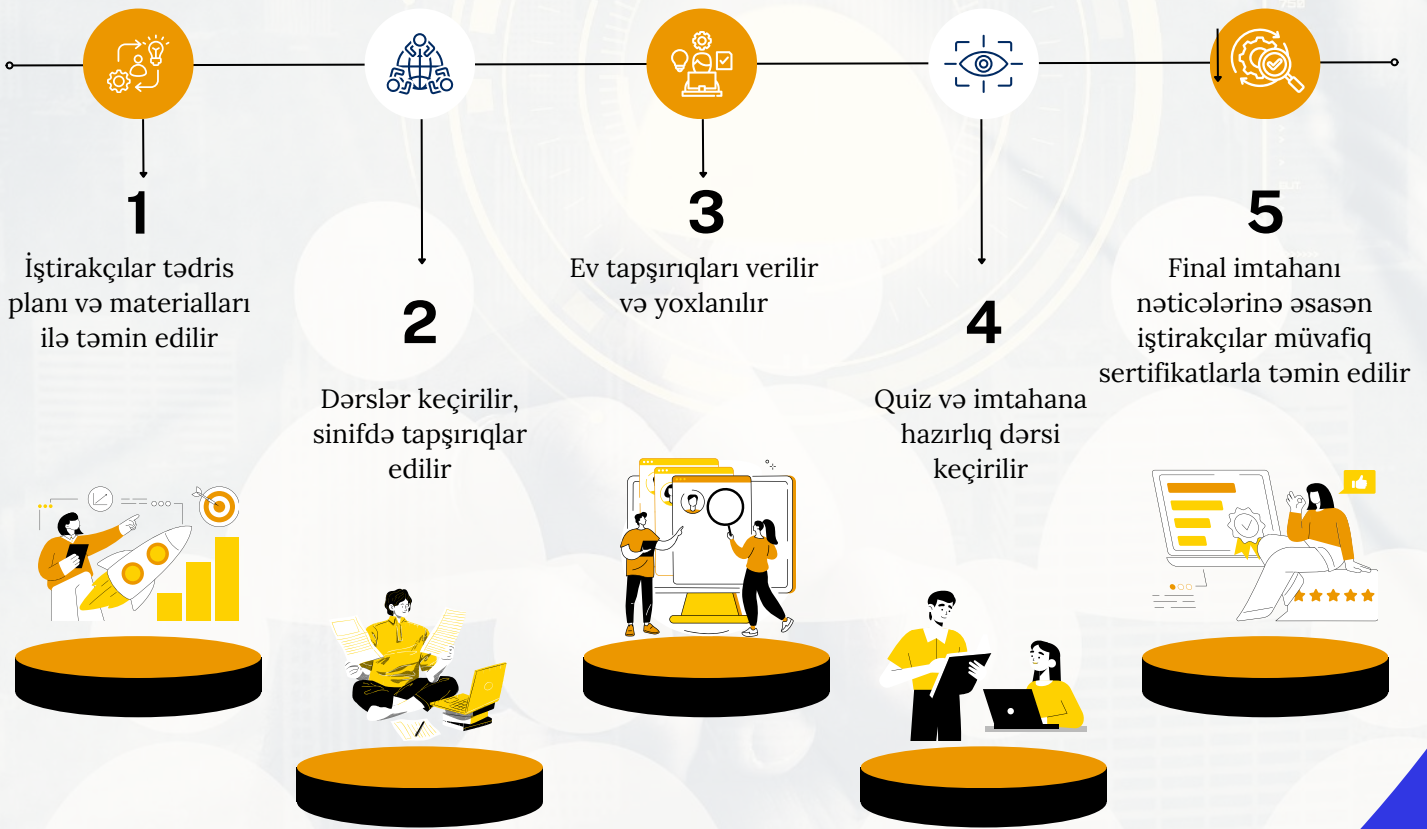 1
İştirakçılar tədris
planı və materialları
ilə təmin edilir
2
Dərslər keçirilir,
sinifdə tapşırıqlar
edilir
3
Ev tapşırıqları verilir
və yoxlanılır
4
Quiz və imtahana
hazırlıq dərsi
keçirilir
5
Final imtahanı
nəticələrinə əsasən
iştirakçılar müvafiq
sertifikatlarla təmin edilir